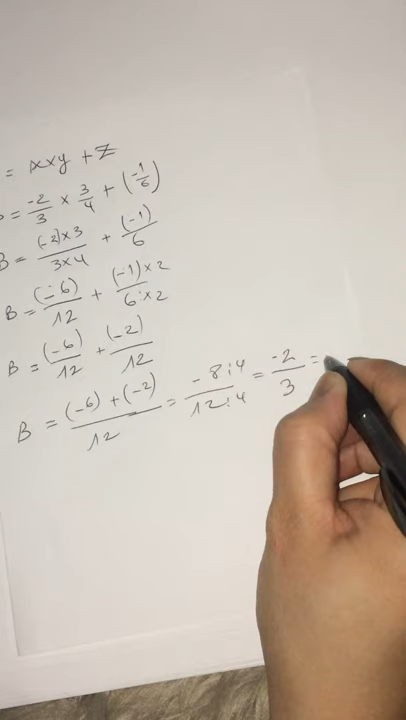 = x×y + z
= -2/3 × 3/4 + (-1/6)
B = (-2)×3/3×4 + (-1)/6
B = (-6)/12 + (-1)×2/6×2
B = (-6)/12 + (-2)/12
B = (-6)+(-2)/12 = -8:4/12:4 = -2/3 =